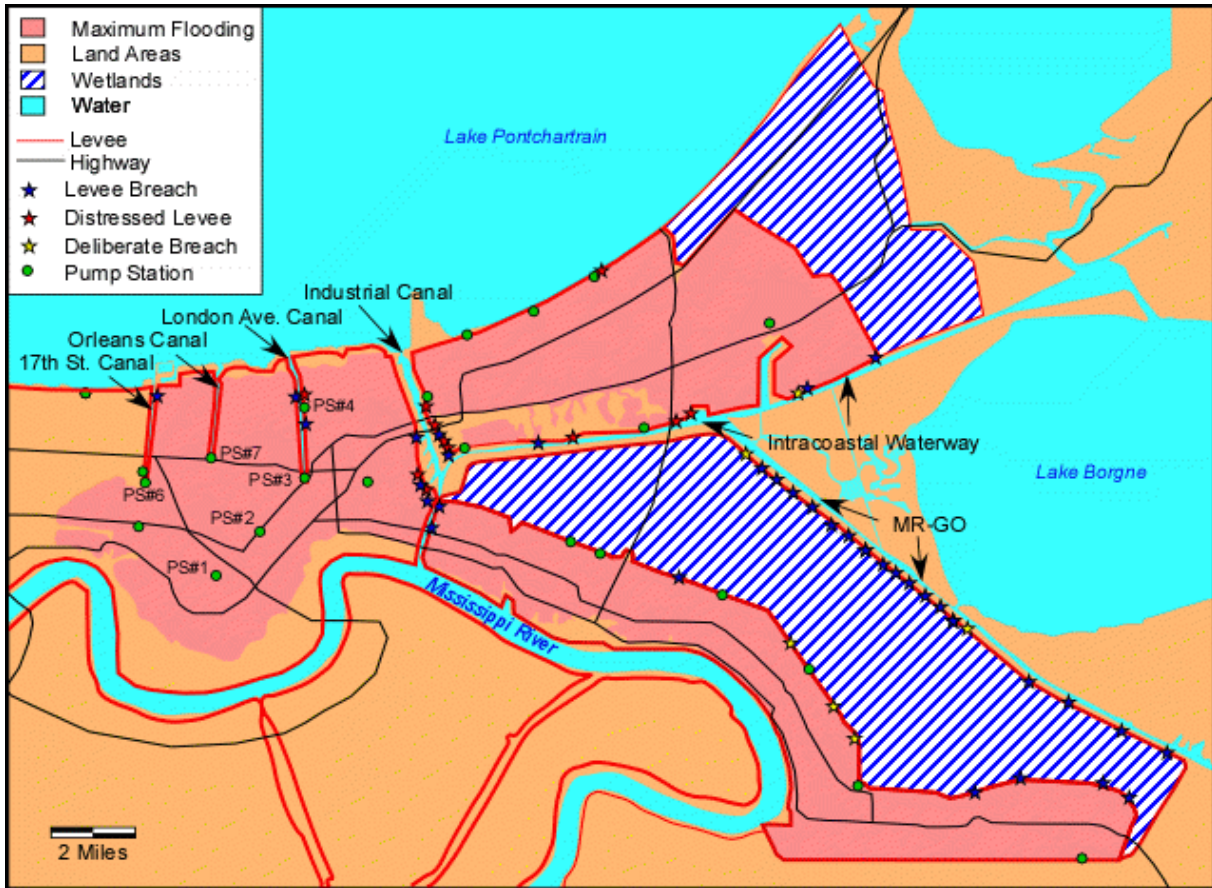 Maximum Flooding
Land Areas
Wetlands
Water
Levee
Highway
Levee Breach
Distressed Levee
Deliberate Breach
Pump Station
Lake Pontchartrain
Industrial Canal
London Ave. Canal
Orleans Canal
17th St. Canal
PS#4
PS#7
PS#3
PS#6
PS#2
PS#1
Intracoastal Waterway
Lake Borgne
MR-GO
Mississippi River
2 Miles